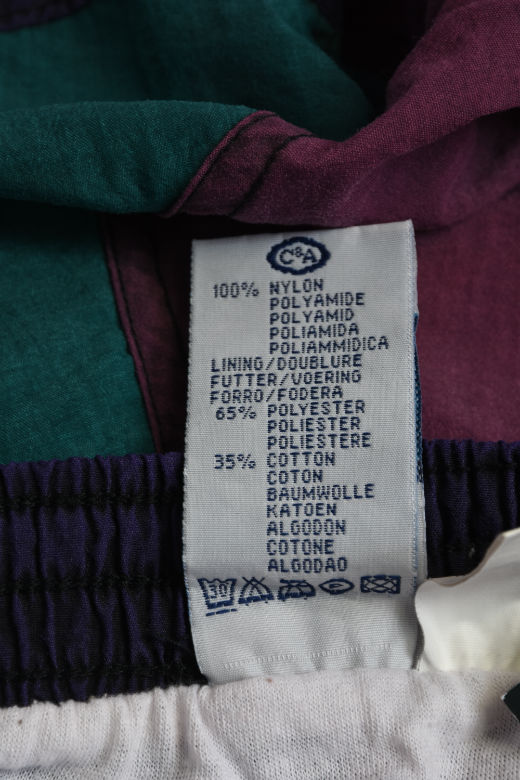 C&A
100% NYLON
POLYAMIDE
POLYAMID
POLIAMIDA
POLIAMMIDICA
LINING/DOUBLURE
FUTTER/VOERING
FORRO/FODERA
65% POLYESTER
POLIESTER
POLIESTERE
35% COTTON
COTON
BAUMWOLLE
KATOEN
ALGODON
COTONE
ALGODAO
30